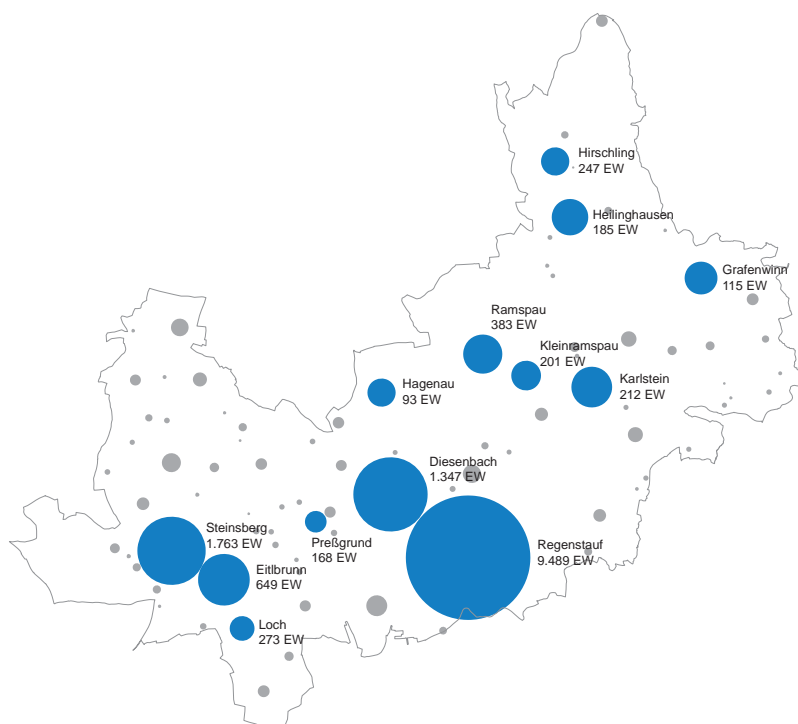 Hirschling
247 EW
Heilinghausen
185 EW
Grafenwinn
115 EW
Ramspau
383 EW
Kleinramspau
201 EW
Karlstein
212 EW
Hagenau
93 EW
Diesenbach
1.347 EW
Steinsberg
1.763 EW
Preßgrund
168 EW
Regenstauf
9.489 EW
Eitlbrunn
649 EW
Loch
273 EW